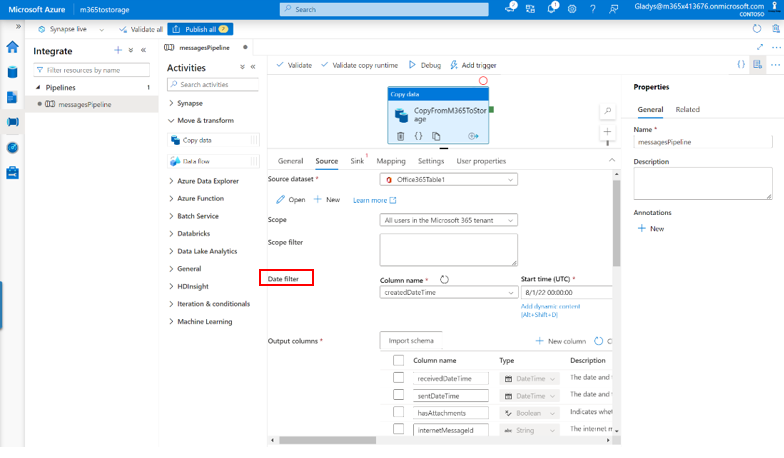 Microsoft Azure
m365tostorage
Search
Gladys@m365x413676.onmicrosoft.com
CONTOSO
Synapse live
Validate all
Publish all
Integrate
Filter resources by name
Pipelines
1
messagesPipeline
messagesPipeline
Activities
Search activities
Synapse
Move & transform
Copy data
Data flow
Azure Data Explorer
Azure Function
Batch Service
Databricks
Data Lake Analytics
General
HDInsight
Iteration & conditionals
Machine Learning
Validate
Validate copy runtime
Debug
Add trigger
Copy data
CopyFromM365ToStor
age
General
Source
Sink
1
Mapping
Settings
User properties
Source dataset *
Office365Table1
Open
New
Learn more
Scope
All users in the Microsoft 365 tenant
Scope filter
Date filter
Column name *
Start time (UTC) *
createdDateTime
8/1/22 00:00:00
Add dynamic content
(Alt+Shift+D)
Output columns *
Import schema
New column
Column name
Type
Description
receivedDateTime
DateTime
The date and
sentDateTime
DateTime
The date and
hasAttachments
Boolean
Indicates whe
internetMessageId
abc
String
The internet m
Properties
General
Related
Name *
messagesPipeline
Description
Annotations
New